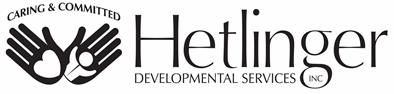 CARING & COMMITTED
Hetlinger
DEVELOPMENTAL SERVICES INC